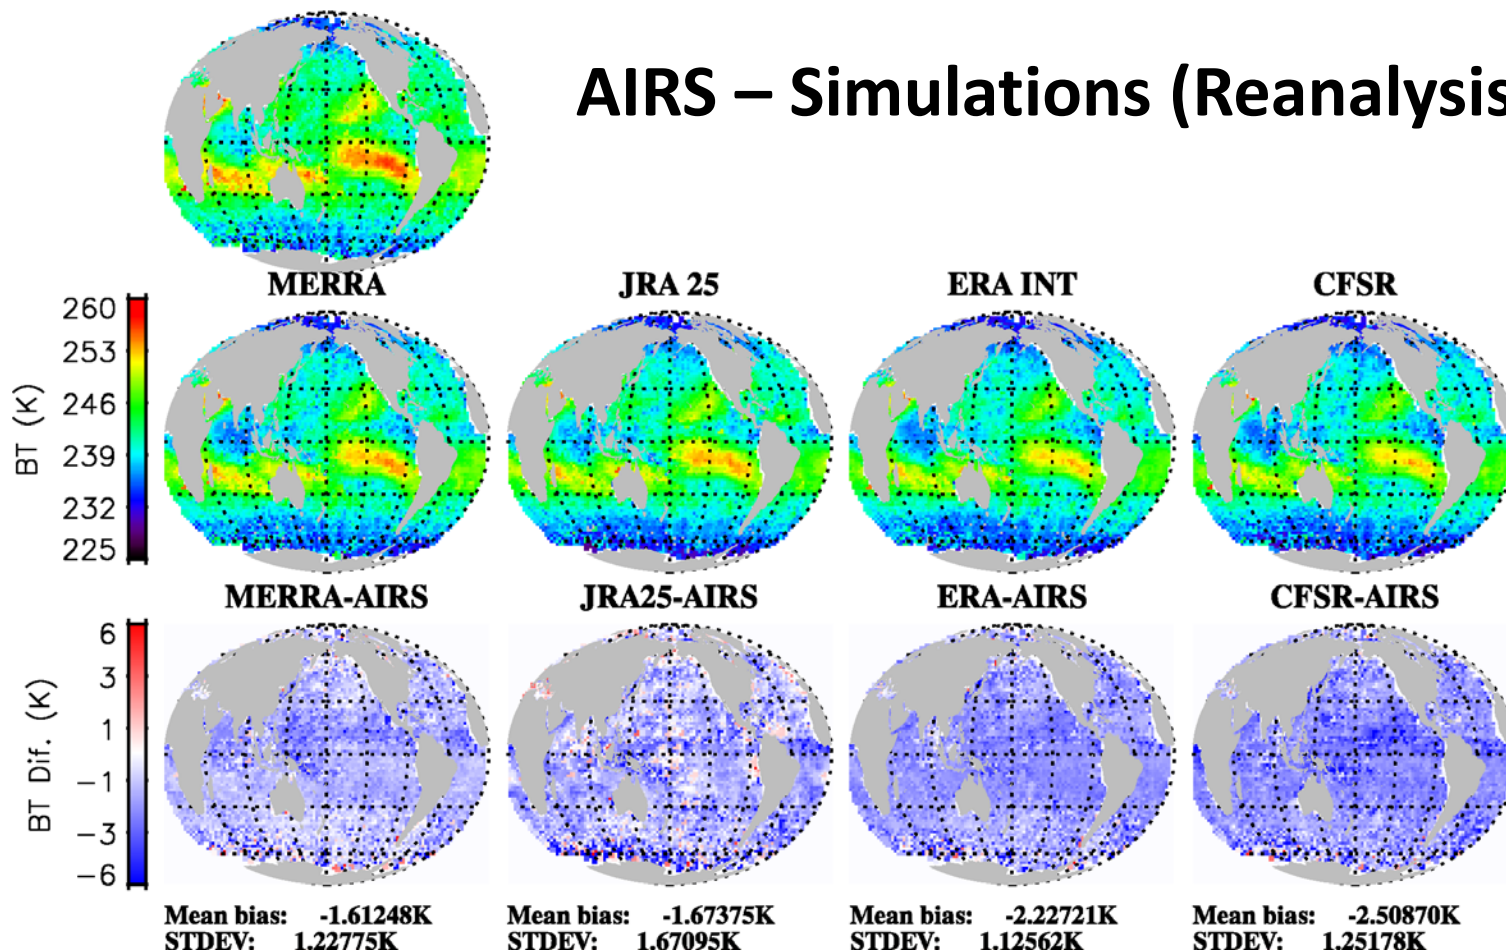 AIRS – Simulations (Reanalysis
MERRA
JRA 25
ERA INT
CFSR
BT (K)
260
253
246
239
232
225
MERRA-AIRS
JRA25-AIRS
ERA-AIRS
CFSR-AIRS
BT Dif. (K)
6
3
1
−1
−3
−6
Mean bias: -1.61248K
STDEV: 1.22775K
Mean bias: -1.67375K
STDEV: 1.67095K
Mean bias: -2.22721K
STDEV: 1.12562K
Mean bias: -2.50870K
STDEV: 1.25178K